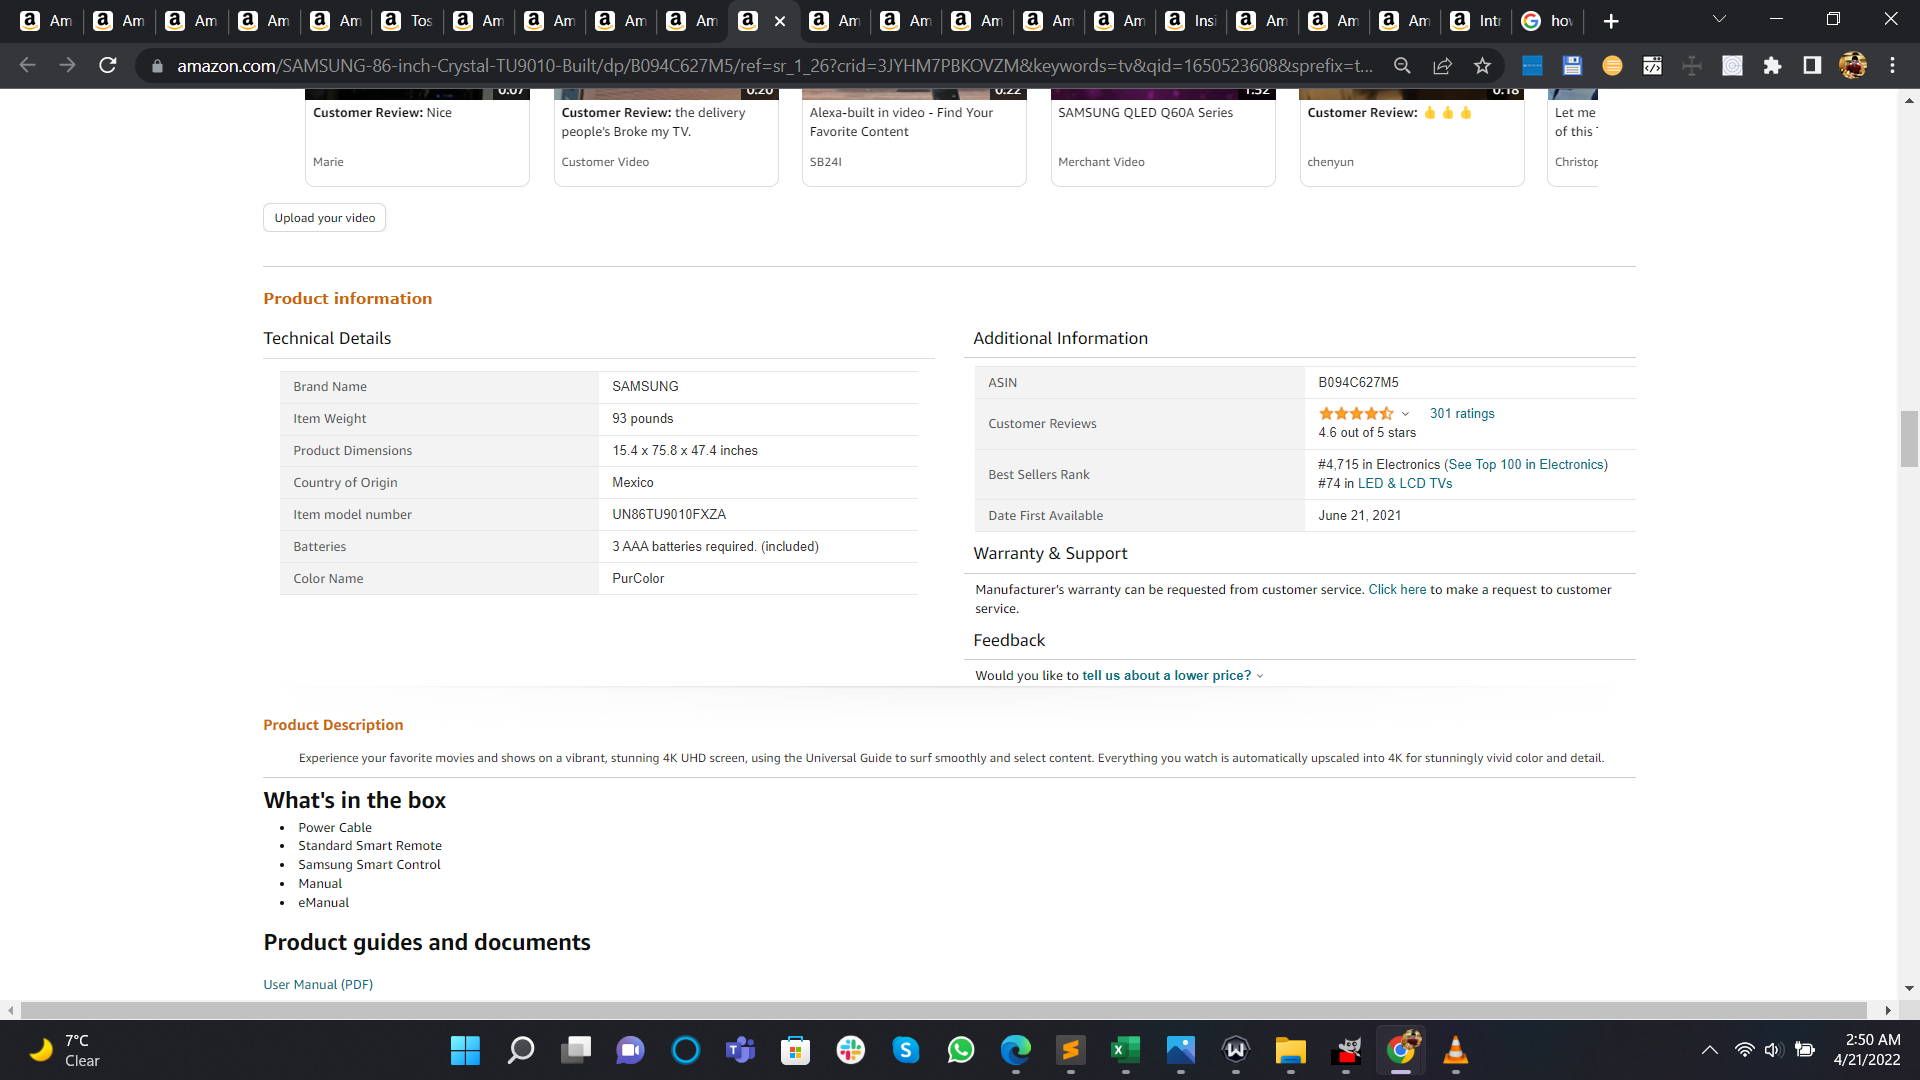 Am Am Am Am Am Tos Am Am Am Am Am Am Am Am Am Insi Am Am Am Intr how
amazon.com/SAMSUNG-86-inch-Crystal-TU9010-Built/dp/B094C627M5/ref=sr_1_26?crid=3JYHM7PBKOVZM&keywords=tv&qid=1650523608&sprefix=t...
0:07 0:20 0:22 1:52 0:18
Customer Review: Nice
Marie
Customer Review: the delivery
people's Broke my TV.
Customer Video
Alexa-built in video - Find Your
Favorite Content
SB24I
SAMSUNG QLED Q60A Series
Merchant Video
Customer Review: 👍 👍 👍
chenyun
Let me
of this
Christop
Upload your video
Product information
Technical Details
Brand Name SAMSUNG
Item Weight 93 pounds
Product Dimensions 15.4 x 75.8 x 47.4 inches
Country of Origin Mexico
Item model number UN86TU9010FXZA
Batteries 3 AAA batteries required. (included)
Color Name PurColor
Additional Information
ASIN B094C627M5
Customer Reviews 301 ratings
4.6 out of 5 stars
Best Sellers Rank #4,715 in Electronics (See Top 100 in Electronics)
#74 in LED & LCD TVs
Date First Available June 21, 2021
Warranty & Support
Manufacturer's warranty can be requested from customer service. Click here to make a request to customer
service.
Feedback
Would you like to tell us about a lower price?
Product Description
Experience your favorite movies and shows on a vibrant, stunning 4K UHD screen, using the Universal Guide to surf smoothly and select content. Everything you watch is automatically upscaled into 4K for stunningly vivid color and detail.
What's in the box
• Power Cable
• Standard Smart Remote
• Samsung Smart Control
• Manual
• eManual
Product guides and documents
User Manual (PDF)
7°C
Clear
2:50 AM
4/21/2022